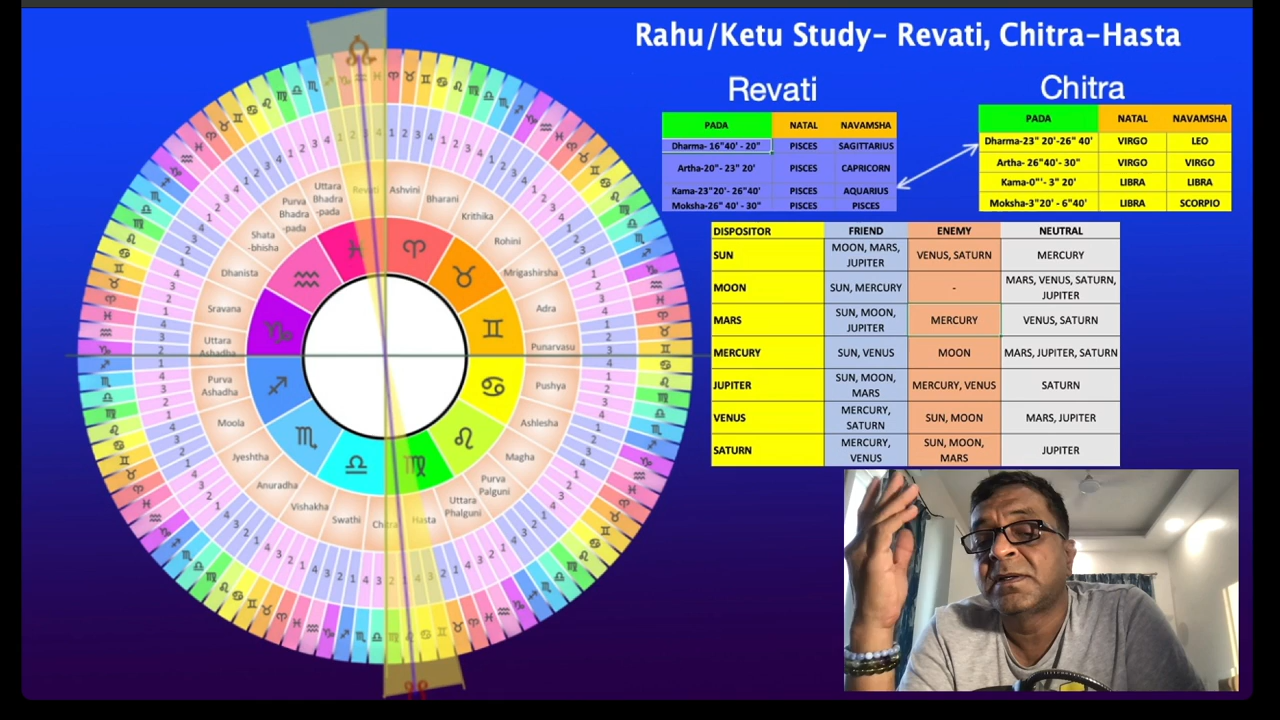 Rahu/Ketu Study- Revati, Chitra-Hasta
Revati
PADA NATAL NAVAMSHA
Dharma- 16"40' - 20" PISCES SAGITTARIUS
Artha-20"- 23" 20' PISCES CAPRICORN
Kama-23"20'- 26"40' PISCES AQUARIUS
Moksha-26" 40' - 30" PISCES PISCES
Chitra
PADA NATAL NAVAMSHA
Dharma-23" 20'-26" 40' VIRGO LEO
Artha- 26"40'- 30" VIRGO VIRGO
Kama-0"'- 3" 20' LIBRA LIBRA
Moksha-3"20' - 6"40' LIBRA SCORPIO
DISPOSITOR FRIEND ENEMY NEUTRAL
SUN MOON, MARS, JUPITER VENUS, SATURN MERCURY
MOON SUN, MERCURY - MARS, VENUS, SATURN, JUPITER
MARS SUN, MOON, JUPITER MERCURY VENUS, SATURN
MERCURY SUN, VENUS MOON MARS, JUPITER, SATURN
JUPITER SUN, MOON, MARS MERCURY, VENUS SATURN
VENUS MERCURY, SATURN SUN, MOON MARS, JUPITER
SATURN MERCURY, VENUS SUN, MOON, MARS JUPITER
Ashvini
Bharani
Krithika
Rohini
Mrigashirsha
Adra
Punarvasu
Pushya
Ashlesha
Magha
Purva
Palguni
Uttara
Phalguni
Hasta
Chitra
Swathi
Vishakha
Anuradha
Jyeshtha
Moola
Purva
Ashadha
Uttara
Ashadha
Sravana
Dhanista
Shata
-bhisha
Purva
Bhadra
-pada
Uttara
Bhadra
-pada
Revati